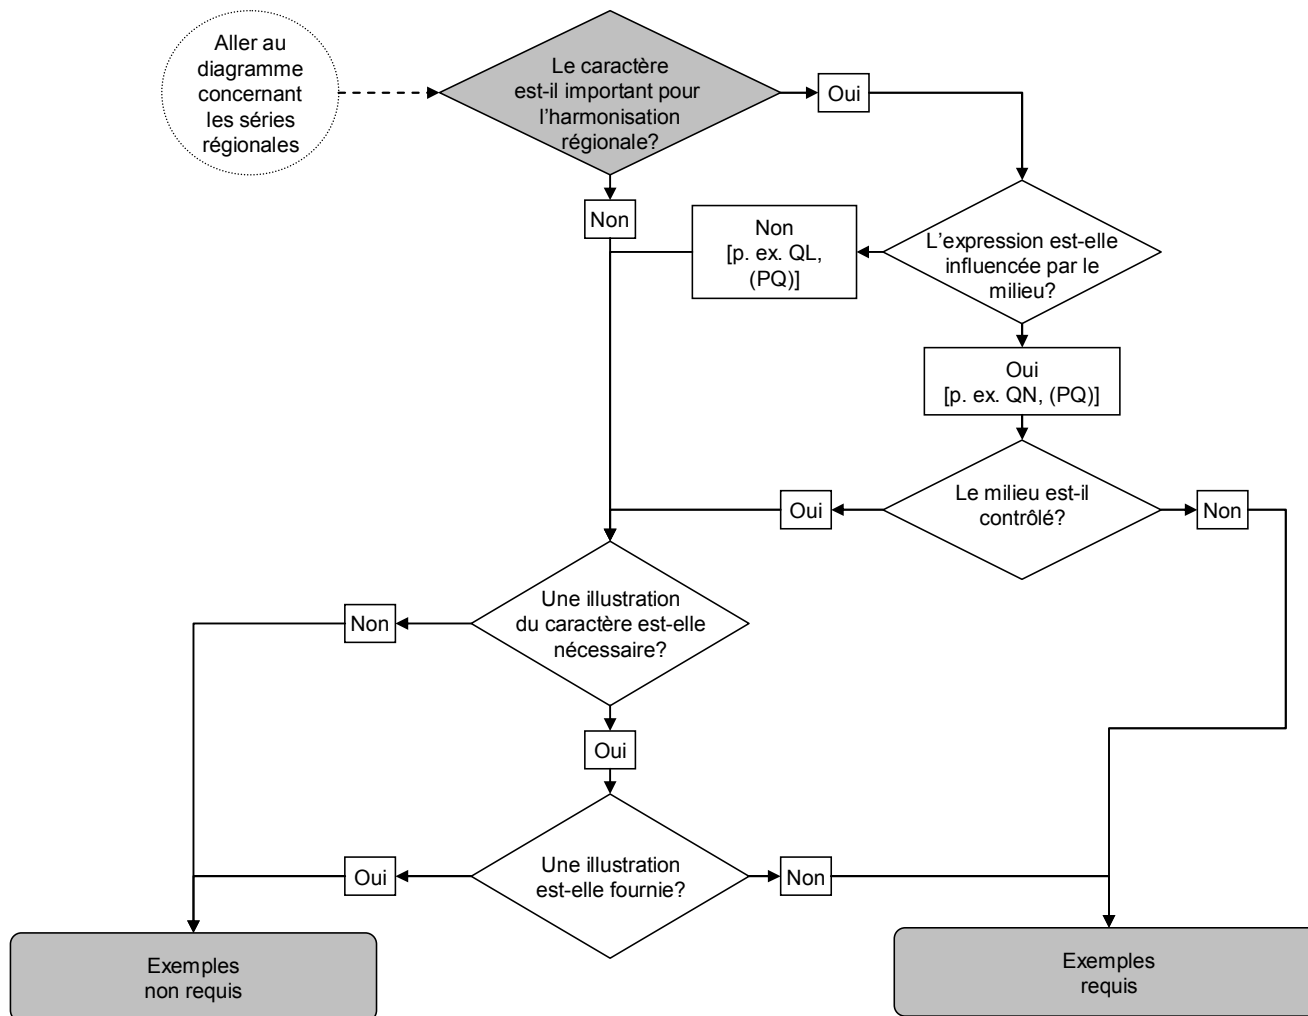 Aller au
diagramme
concernant
les séries
régionales
Le caractère
est-il important pour
l’harmonisation
régionale?
Oui
Non
Non
[p. ex. QL,
(PQ)]
L’expression est-elle
influencée par le
milieu?
Oui
[p. ex. QN, (PQ)]
Oui
Le milieu est-il
contrôlé?
Non
Non
Une illustration
du caractère est-elle
nécessaire?
Oui
Oui
Une illustration
est-elle fournie?
Non
Exemples
non requis
Exemples
requis